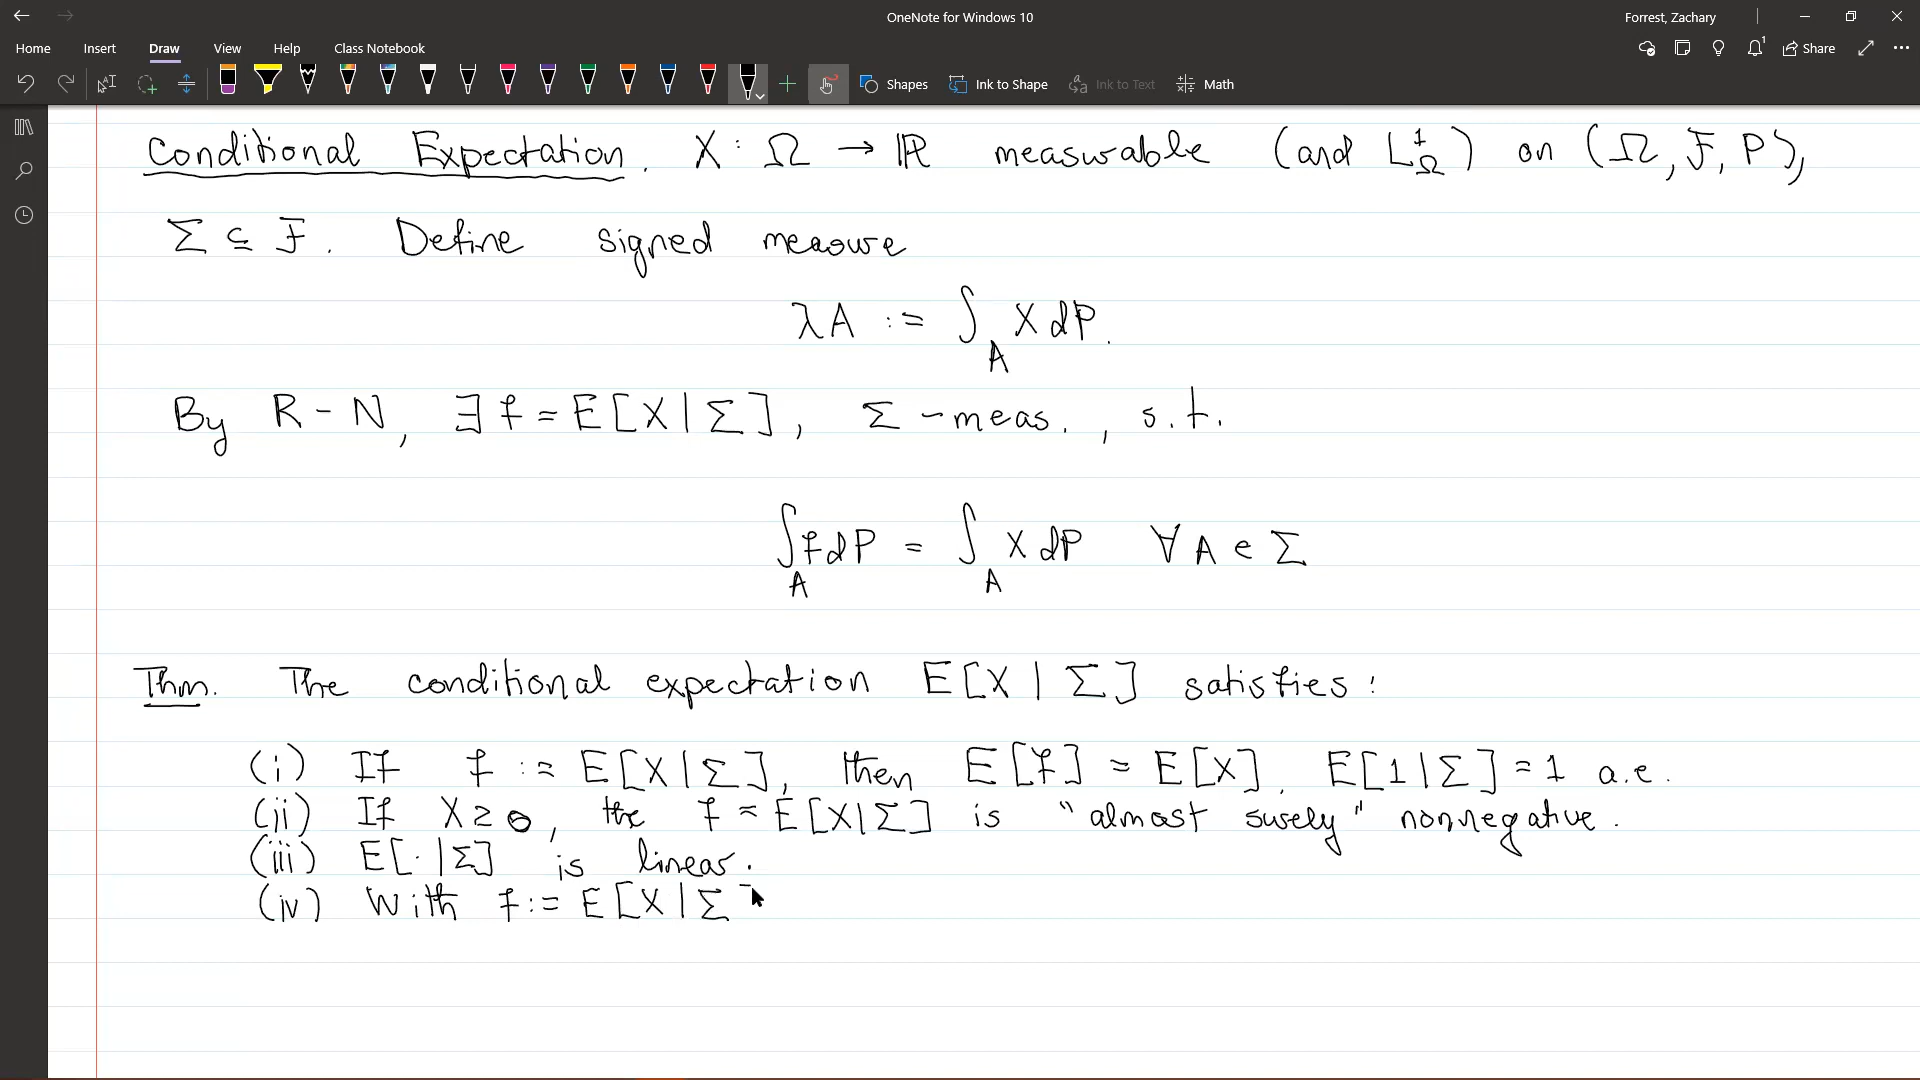 OneNote for Windows 10
Forrest, Zachary
Home Insert Draw View Help Class Notebook
Share
Shapes Ink to Shape Ink to Text Math
Conditional Expectation. X : Ω → ℝ measurable (and L¹_Ω) on (Ω, F, P),
Σ ⊆ F. Define signed measure
λA := ∫_A X dP.
By R-N, ∃ f = E[X|Σ], Σ-meas., s.t.
∫_A f dP = ∫_A X dP ∀ A ∈ Σ
Thm. The conditional expectation E[X | Σ] satisfies:
(i) If f := E[X|Σ], then E[f] = E[X]. E[1|Σ] = 1 a.e.
(ii) If X ≥ 0, the f = E[X|Σ] is "almost surely" nonnegative.
(iii) E[·|Σ] is linear.
(iv) With f := E[X|Σ